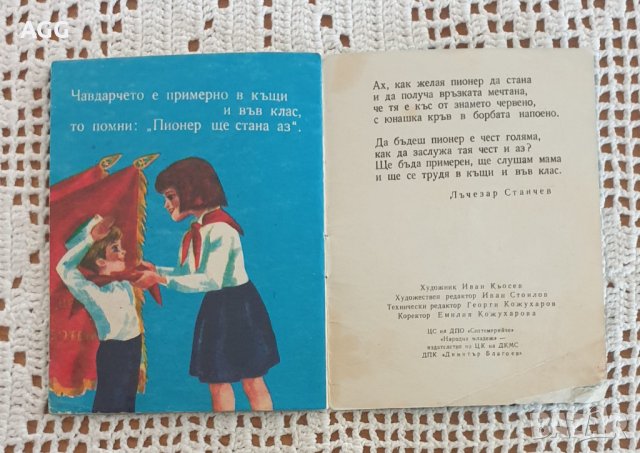 AGG
Чавдарчето е примерно в къщи
и във клас,
то помни: „Пионер ще стана аз“.
Ах, как желая пионер да стана
и да получа връзката мечтана,
че тя е къс от знамето червено,
с юнашка кръв в борбата напоено.
Да бъдеш пионер е чест голяма,
как да заслужа тая чест и аз?
Ще бъда примерен, ще слушам мама
и ще се трудя в къщи и във клас.
Лъчезар Станчев
Художник Иван Кьосев
Художествен редактор Иван Стоилов
Технически редактор Георги Кожухаров
Коректор Емилия Кожухарова
ЦС на ДПО «Септемврийче»
«Народна младеж» —
издателство на ЦК на ДКМС
ДПК «Димитър Благоев»